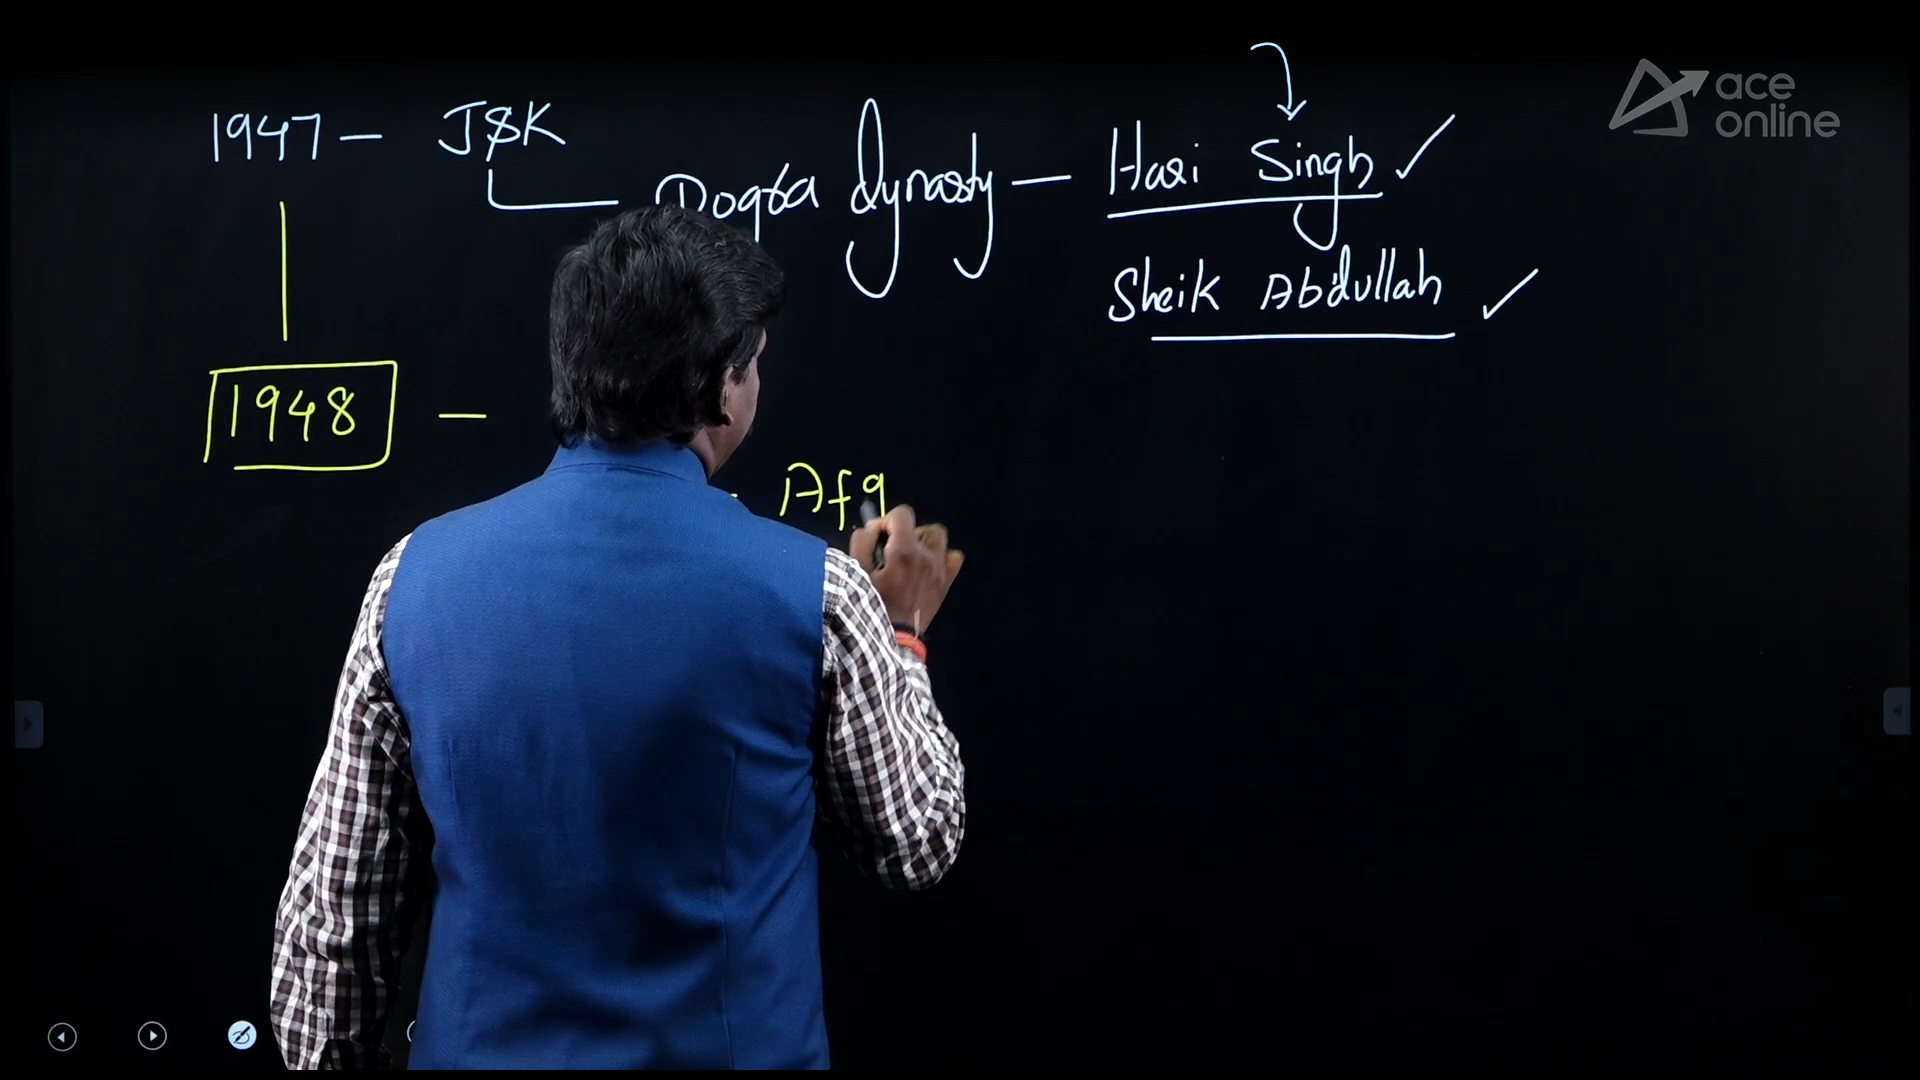 ace
online
1947 - J&K
Dogra dynasty - Hari Singh ✓
Sheik Abdullah ✓
1948 -
- Afg